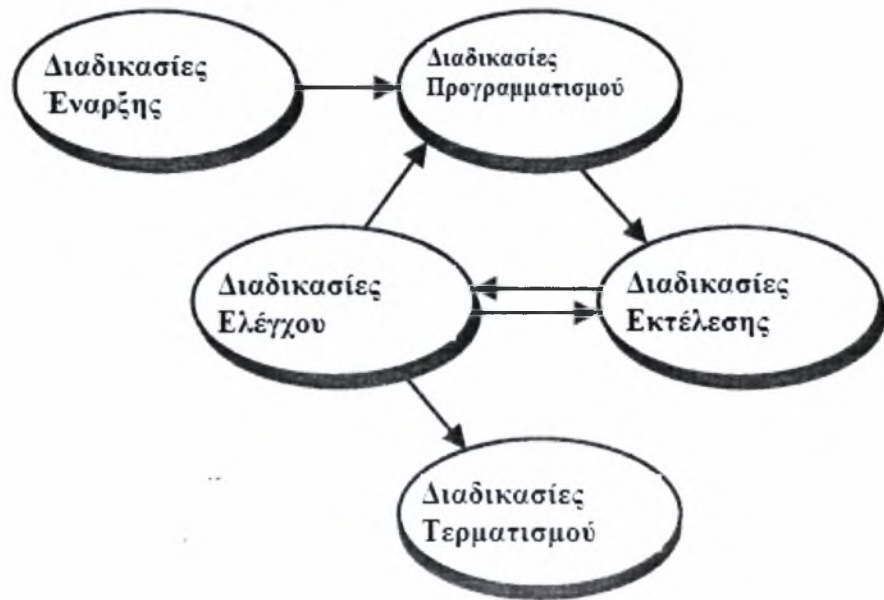 Διαδικασίες
Έναρξης
Διαδικασίες
Προγραμματισμού
Διαδικασίες
Ελέγχου
Διαδικασίες
Εκτέλεσης
Διαδικασίες
Τερματισμού